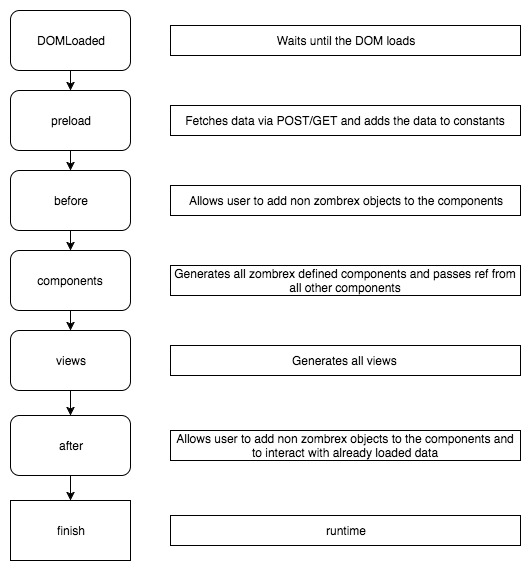 DOMLoaded
Waits until the DOM loads
preload
Fetches data via POST/GET and adds the data to constants
before
Allows user to add non zombrex objects to the components
components
Generates all zombrex defined components and passes ref from
all other components
views
Generates all views
after
Allows user to add non zombrex objects to the components and
to interact with already loaded data
finish
runtime